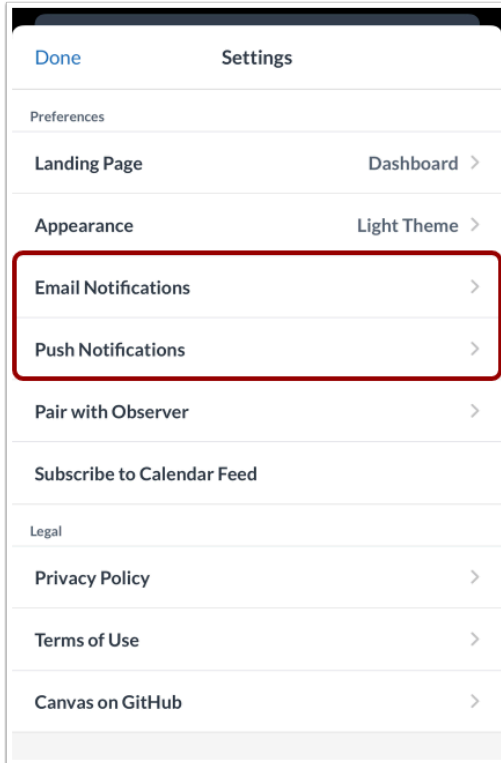 Done Settings
Preferences
Landing Page Dashboard
Appearance Light Theme
Email Notifications
Push Notifications
Pair with Observer
Subscribe to Calendar Feed
Legal
Privacy Policy
Terms of Use
Canvas on GitHub